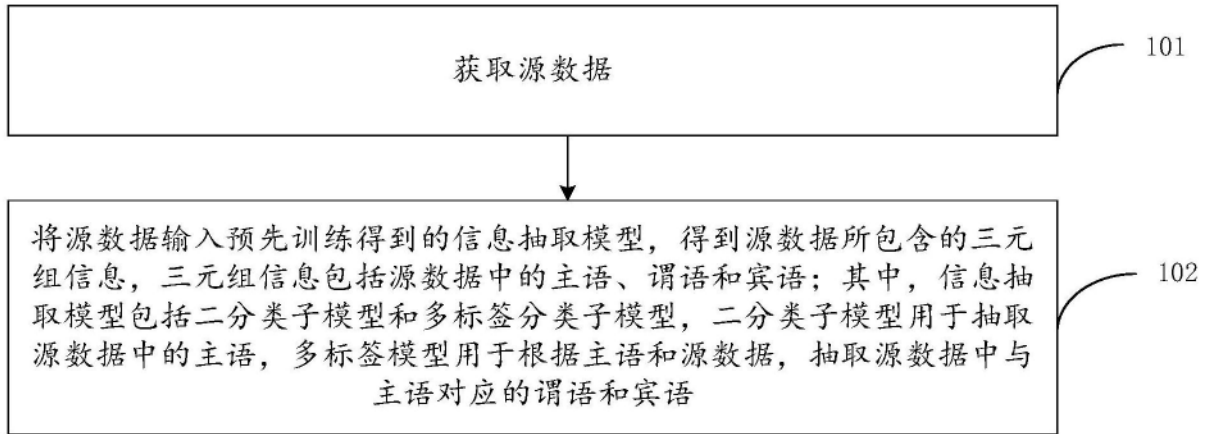 获取源数据
101
将源数据输入预先训练得到的信息抽取模型，得到源数据所包含的三元
组信息，三元组信息包括源数据中的主语、谓语和宾语；其中，信息抽
取模型包括二分类子模型和多标签分类子模型，二分类子模型用于抽取
源数据中的主语，多标签模型用于根据主语和源数据，抽取源数据中与
主语对应的谓语和宾语
102